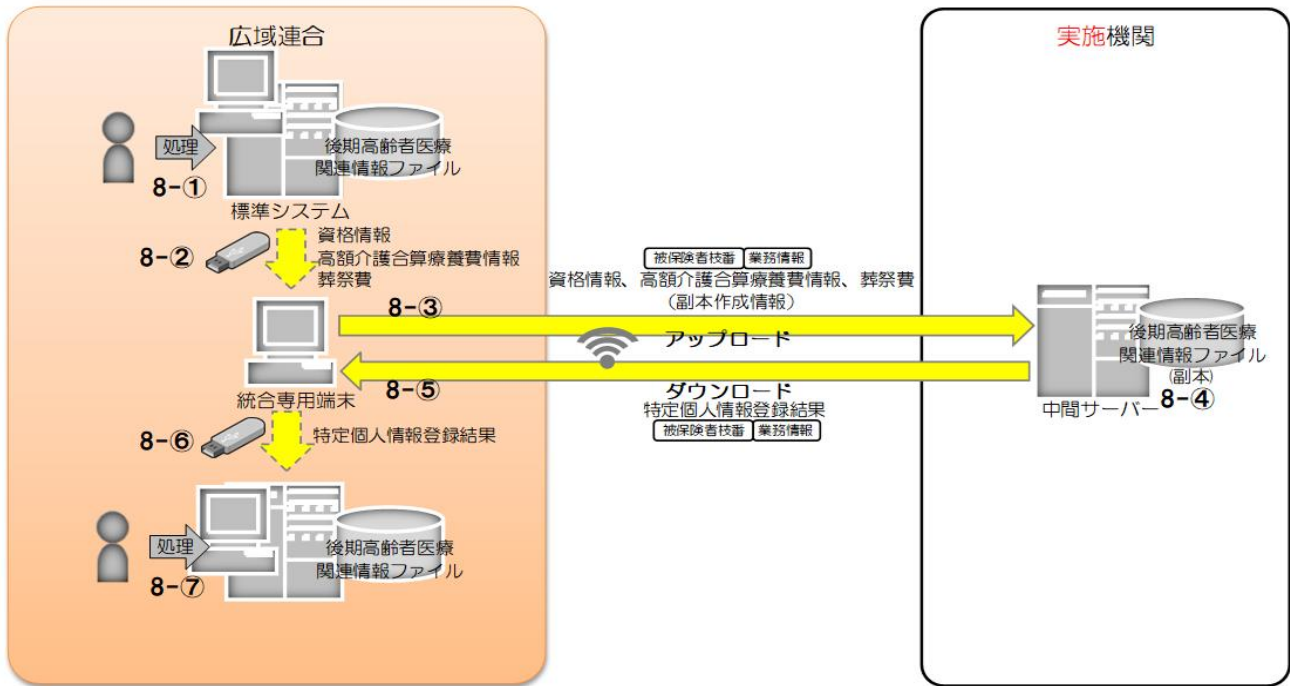 広域連合
処理
8-①
後期高齢者医療
関連情報ファイル
標準システム
8-②
資格情報
高額介護合算療養費情報
葬祭費
8-③
被保険者枝番 業務情報
資格情報、高額介護合算療養費情報、葬祭費
(副本作成情報)
アップロード
統合専用端末
8-⑤
ダウンロード
特定個人情報登録結果
被保険者枝番 業務情報
8-⑥
特定個人情報登録結果
処理
8-⑦
後期高齢者医療
関連情報ファイル
実施機関
後期高齢者医療
関連情報ファイル
(副本)
8-④
中間サーバー